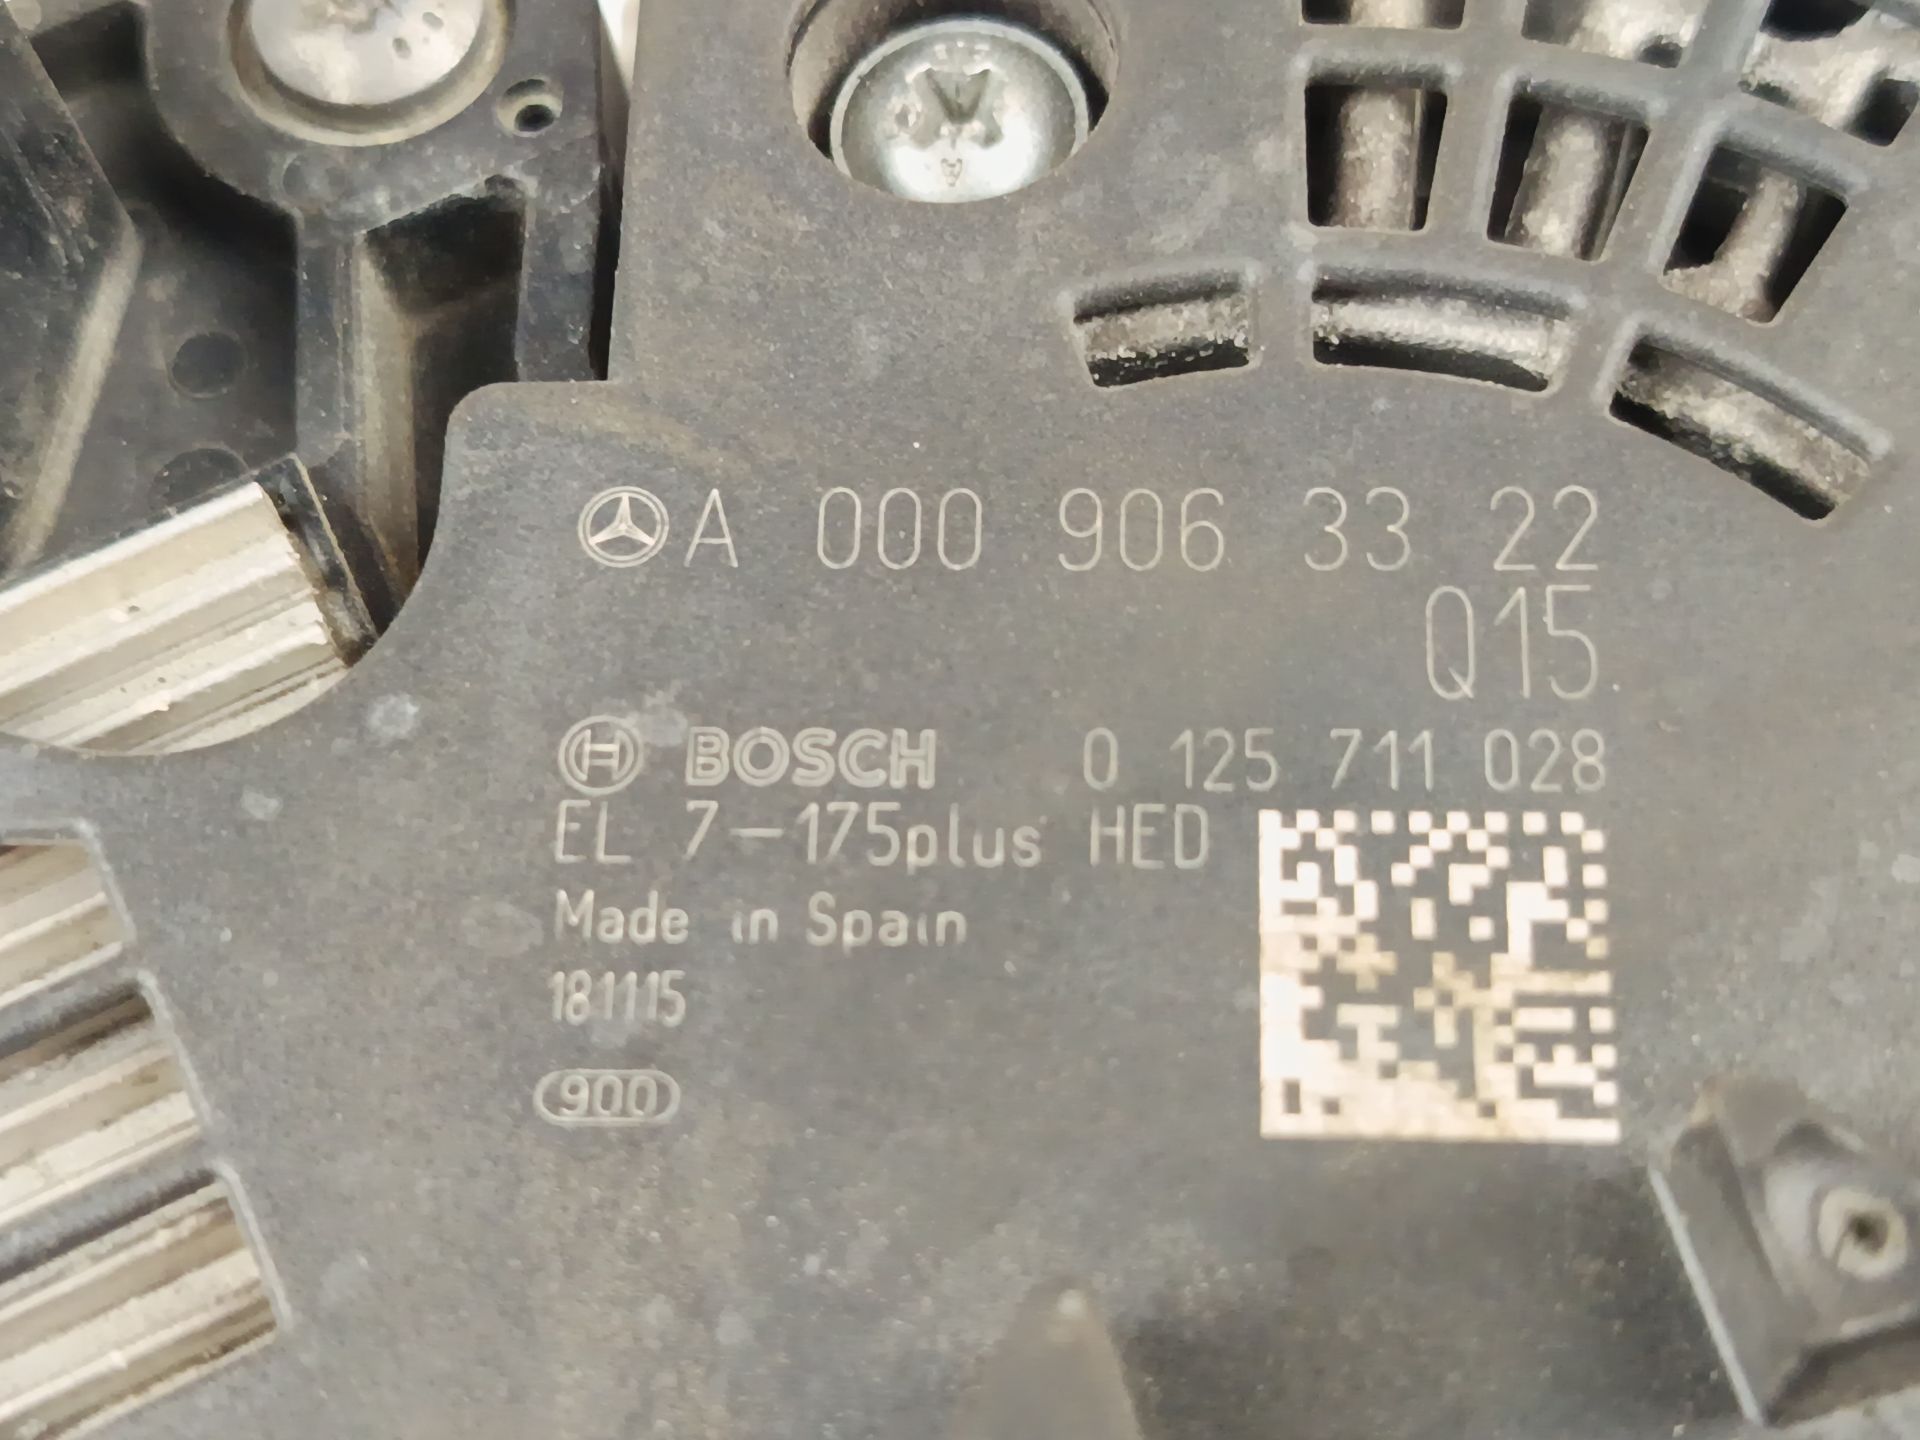 A 000 906 33 22
Q15
BOSCH 0 125 711 028
EL 7-175plus HED
Made in Spain
181115
900